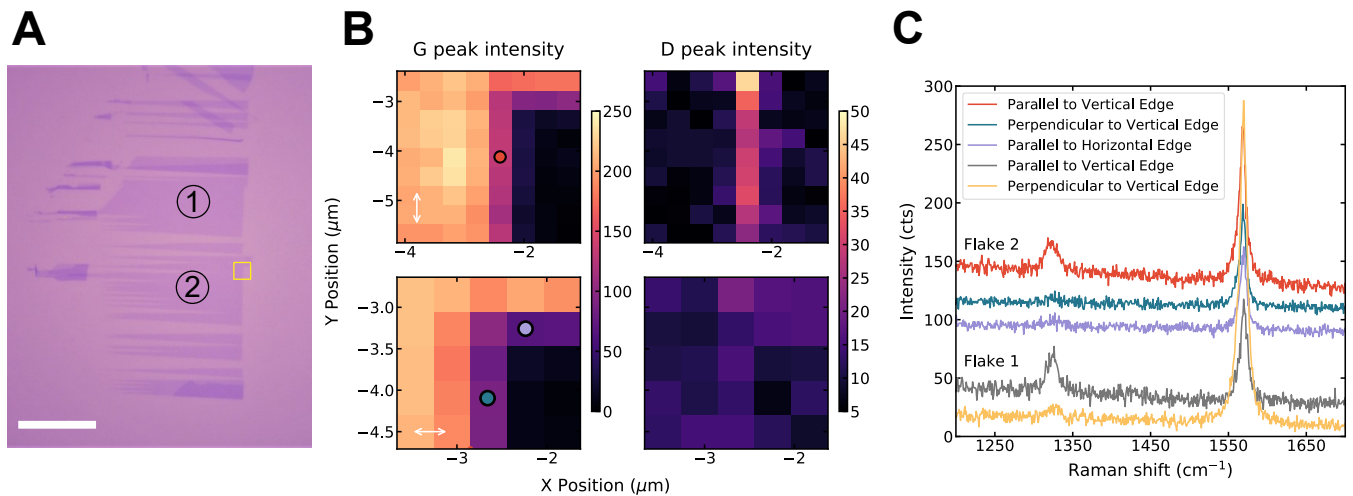 A
1
2
B
G peak intensity
D peak intensity
Y Position (μm)
−3
−4
−5
−4
−2
250
200
150
100
50
0
−4
−2
50
45
40
35
30
25
20
15
10
5
−3.0
−3.5
−4.0
−4.5
−3
−2
−3
−2
X Position (μm)
C
Intensity (cts)
300
250
200
150
100
50
0
Parallel to Vertical Edge
Perpendicular to Vertical Edge
Parallel to Horizontal Edge
Parallel to Vertical Edge
Perpendicular to Vertical Edge
Flake 2
Flake 1
1250
1350
1450
1550
1650
Raman shift (cm⁻¹)